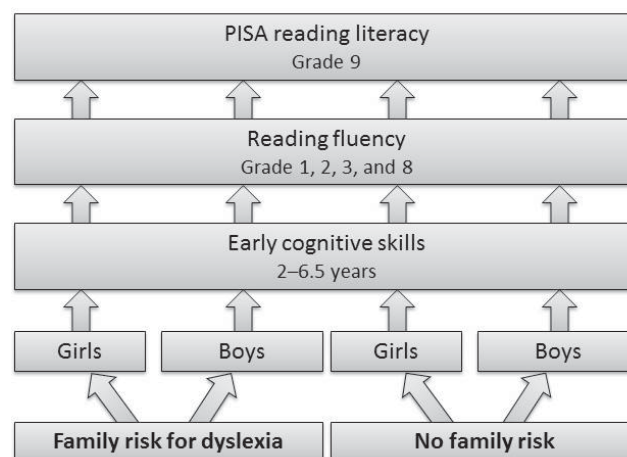 PISA reading literacy
Grade 9
Reading fluency
Grade 1, 2, 3, and 8
Early cognitive skills
2–6.5 years
Girls
Boys
Girls
Boys
Family risk for dyslexia
No family risk